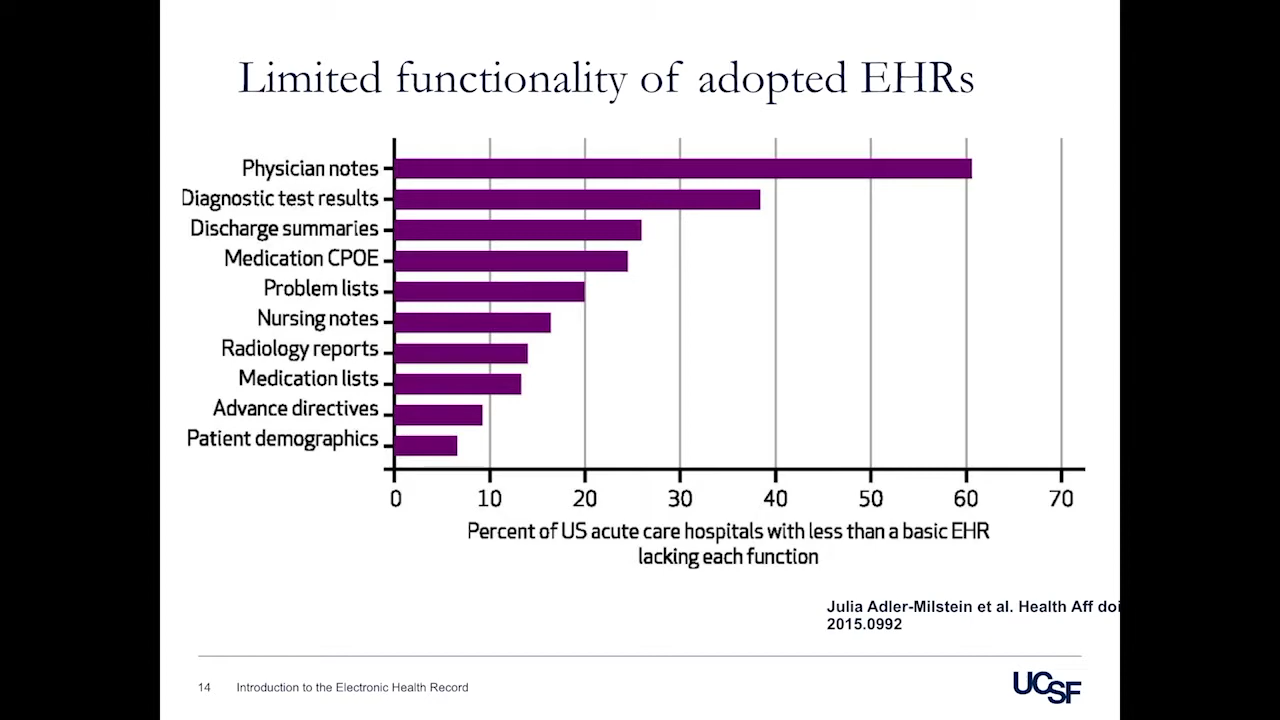 Limited functionality of adopted EHRs
Physician notes
Diagnostic test results
Discharge summaries
Medication CPOE
Problem lists
Nursing notes
Radiology reports
Medication lists
Advance directives
Patient demographics
0 10 20 30 40 50 60 70
Percent of US acute care hospitals with less than a basic EHR
lacking each function
Julia Adler-Milstein et al. Health Aff doi
2015.0992
14 Introduction to the Electronic Health Record
UCSF